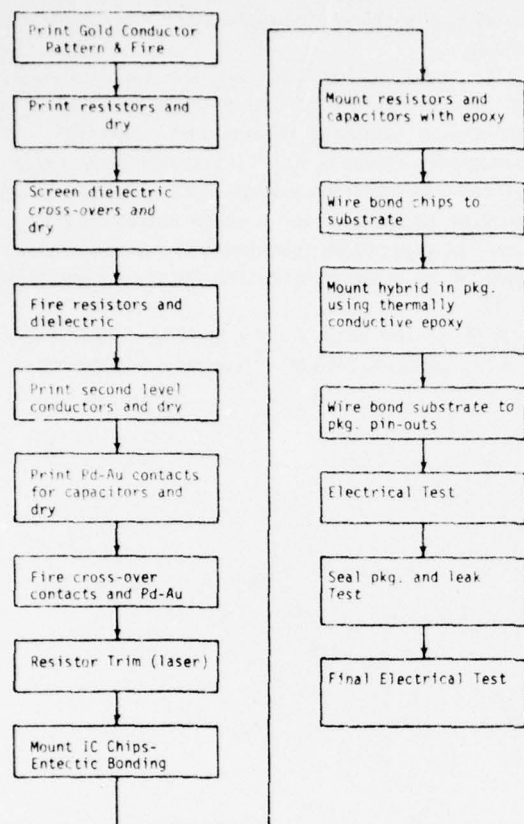 Print Gold Conductor
Pattern & Fire
Print resistors and
dry
Screen dielectric
cross-overs and
dry
Fire resistors and
dielectric
Print second level
conductors and dry
Print Pd-Au contacts
for capacitors and
dry
Fire cross-over
contacts and Pd-Au
Resistor Trim (laser)
Mount IC Chips-
Entectic Bonding
Mount resistors and
capacitors with epoxy
Wire bond chips to
substrate
Mount hybrid in pkg.
using thermally
conductive epoxy
Wire bond substrate to
pkg. pin-outs
Electrical Test
Seal pkg. and leak
Test
Final Electrical Test